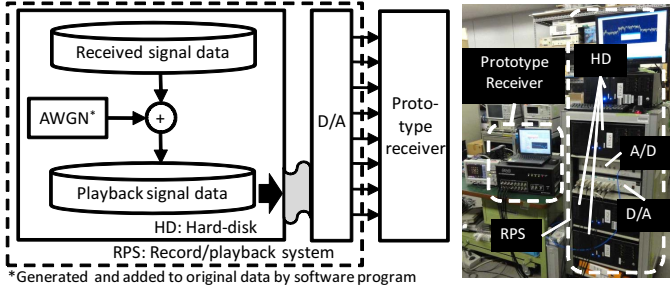 Received signal data
AWGN*
+
Playback signal data
HD: Hard-disk
RPS: Record/playback system
D/A
Proto-
type
receiver
*Generated and added to original data by software program
Prototype
Receiver
HD
A/D
D/A
RPS